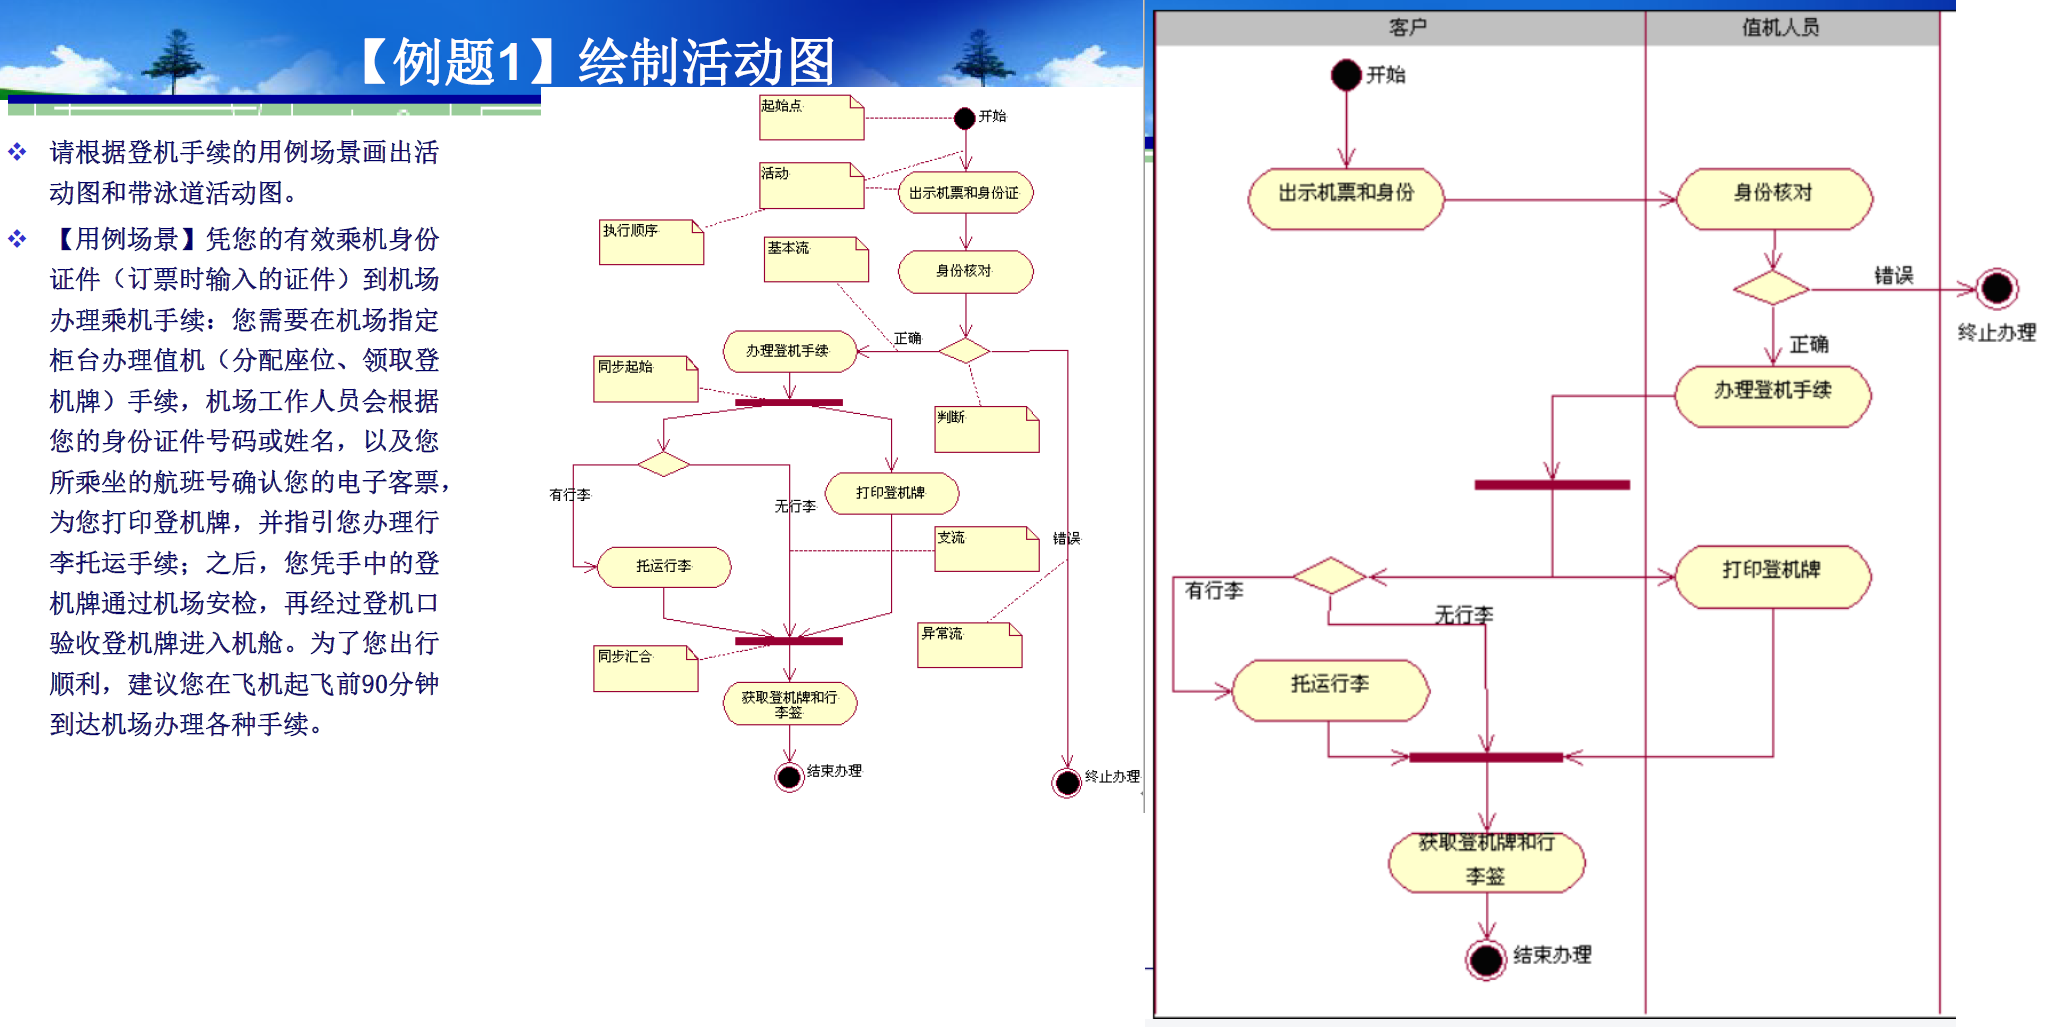 【例题1】绘制活动图
请根据登机手续的用例场景画出活
动图和带泳道活动图。
【用例场景】凭您的有效乘机身份
证件（订票时输入的证件）到机场
办理乘机手续：您需要在机场指定
柜台办理值机（分配座位、领取登
机牌）手续，机场工作人员会根据
您的身份证件号码或姓名，以及您
所乘坐的航班号确认您的电子客票，
为您打印登机牌，并指引您办理行
李托运手续；之后，您凭手中的登
机牌通过机场安检，再经过登机口
验收登机牌进入机舱。为了您出行
顺利，建议您在飞机起飞前90分钟
到达机场办理各种手续。
起始点
开始
活动
出示机票和身份证
执行顺序
基本流
身份核对
正确
办理登机手续
同步起始
判断
有行李
无行李
打印登机牌
支流
错误
托运行李
异常流
同步汇合
获取登机牌和行
李签
结束办理
终止办理
客户
值机人员
开始
出示机票和身份
身份核对
错误
终止办理
正确
办理登机手续
打印登机牌
有行李
无行李
托运行李
获取登机牌和行
李签
结束办理